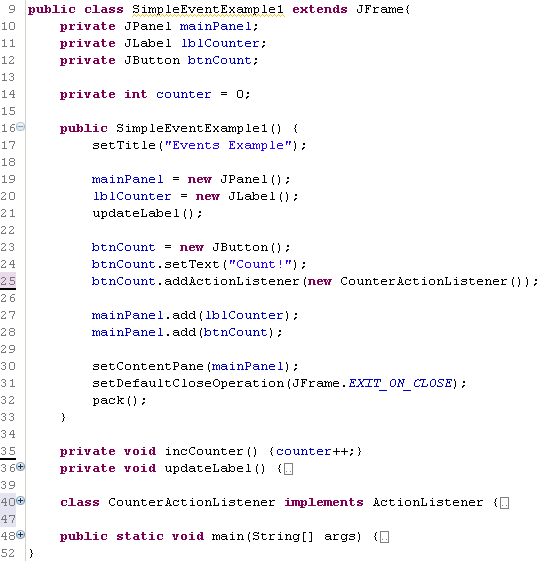 9 public class SimpleEventExample1 extends JFrame{
10 private JPanel mainPanel;
11 private JLabel lblCounter;
12 private JButton btnCount;
13
14 private int counter = 0;
15
16 public SimpleEventExample1() {
17 setTitle("Events Example");
18
19 mainPanel = new JPanel();
20 lblCounter = new JLabel();
21 updateLabel();
22
23 btnCount = new JButton();
24 btnCount.setText("Count!");
25 btnCount.addActionListener(new CounterActionListener());
26
27 mainPanel.add(lblCounter);
28 mainPanel.add(btnCount);
29
30 setContentPane(mainPanel);
31 setDefaultCloseOperation(JFrame.EXIT_ON_CLOSE);
32 pack();
33 }
34
35 private void incCounter() {counter++;}
36 private void updateLabel() {
39
40 class CounterActionListener implements ActionListener {
47
48 public static void main(String[] args) {
52 }